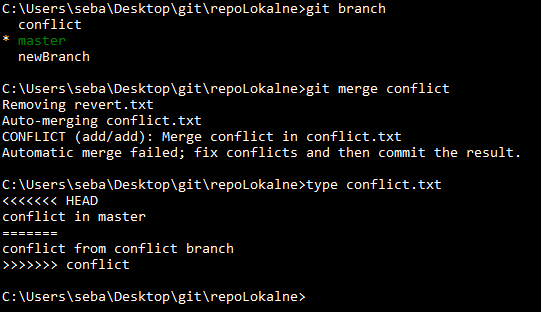 C:\Users\seba\Desktop\git\repoLokalne>git branch
  conflict
* master
  newBranch
C:\Users\seba\Desktop\git\repoLokalne>git merge conflict
Removing revert.txt
Auto-merging conflict.txt
CONFLICT (add/add): Merge conflict in conflict.txt
Automatic merge failed; fix conflicts and then commit the result.
C:\Users\seba\Desktop\git\repoLokalne>type conflict.txt
<<<<<<< HEAD
conflict in master
=======
conflict from conflict branch
>>>>>>> conflict
C:\Users\seba\Desktop\git\repoLokalne>